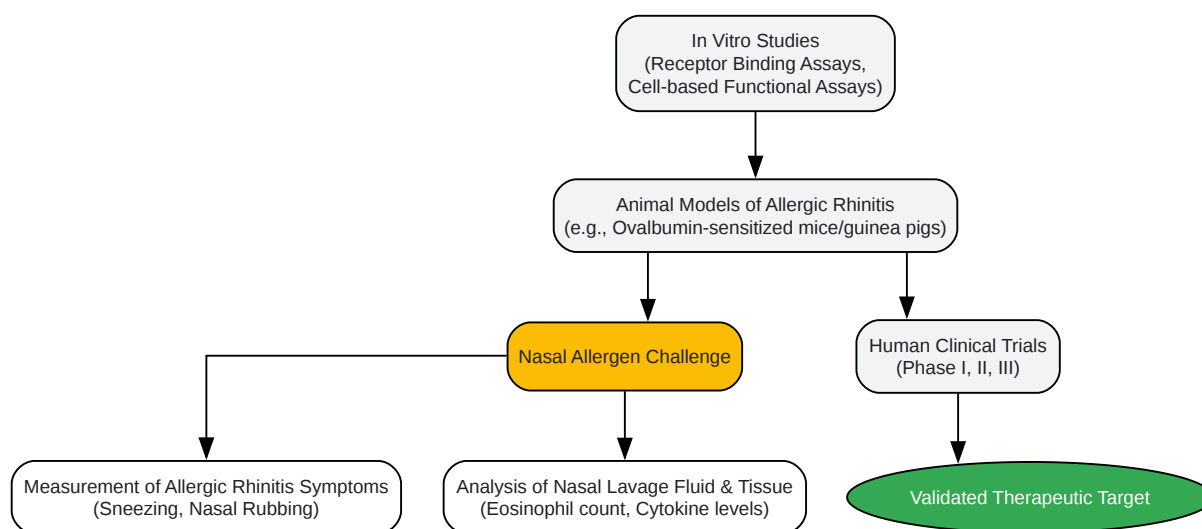 In Vitro Studies
(Receptor Binding Assays,
Cell-based Functional Assays)
Animal Models of Allergic Rhinitis
(e.g., Ovalbumin-sensitized mice/guinea pigs)
Nasal Allergen Challenge
Human Clinical Trials
(Phase I, II, III)
Measurement of Allergic Rhinitis Symptoms
(Sneezing, Nasal Rubbing)
Analysis of Nasal Lavage Fluid & Tissue
(Eosinophil count, Cytokine levels)
Validated Therapeutic Target